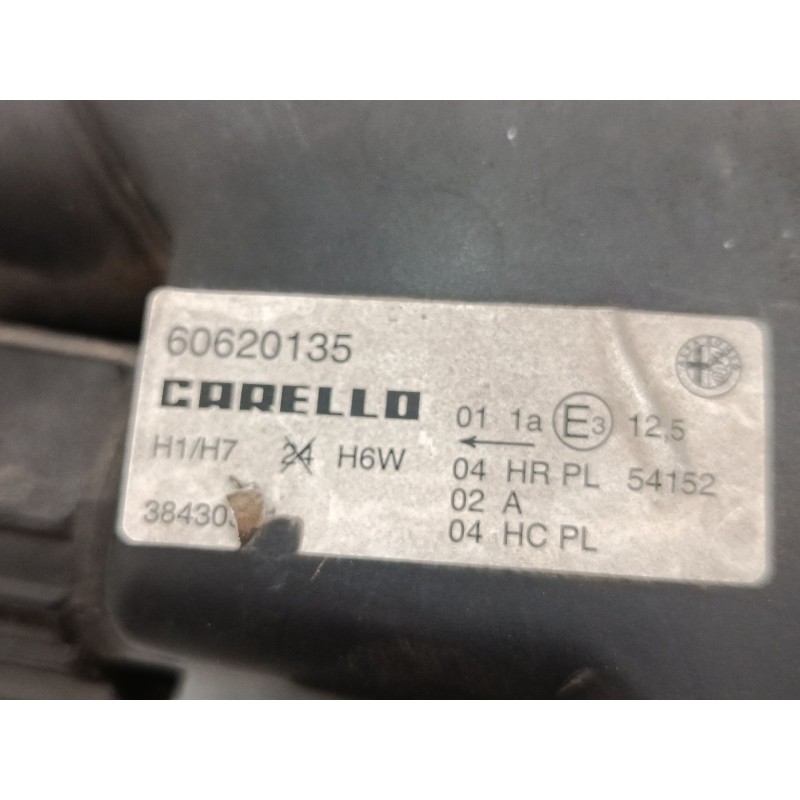 60620135
CARELLO
H1/H7 24 H6W
01 1a E3 12,5
04 HR PL 54152
02 A
04 HC PL